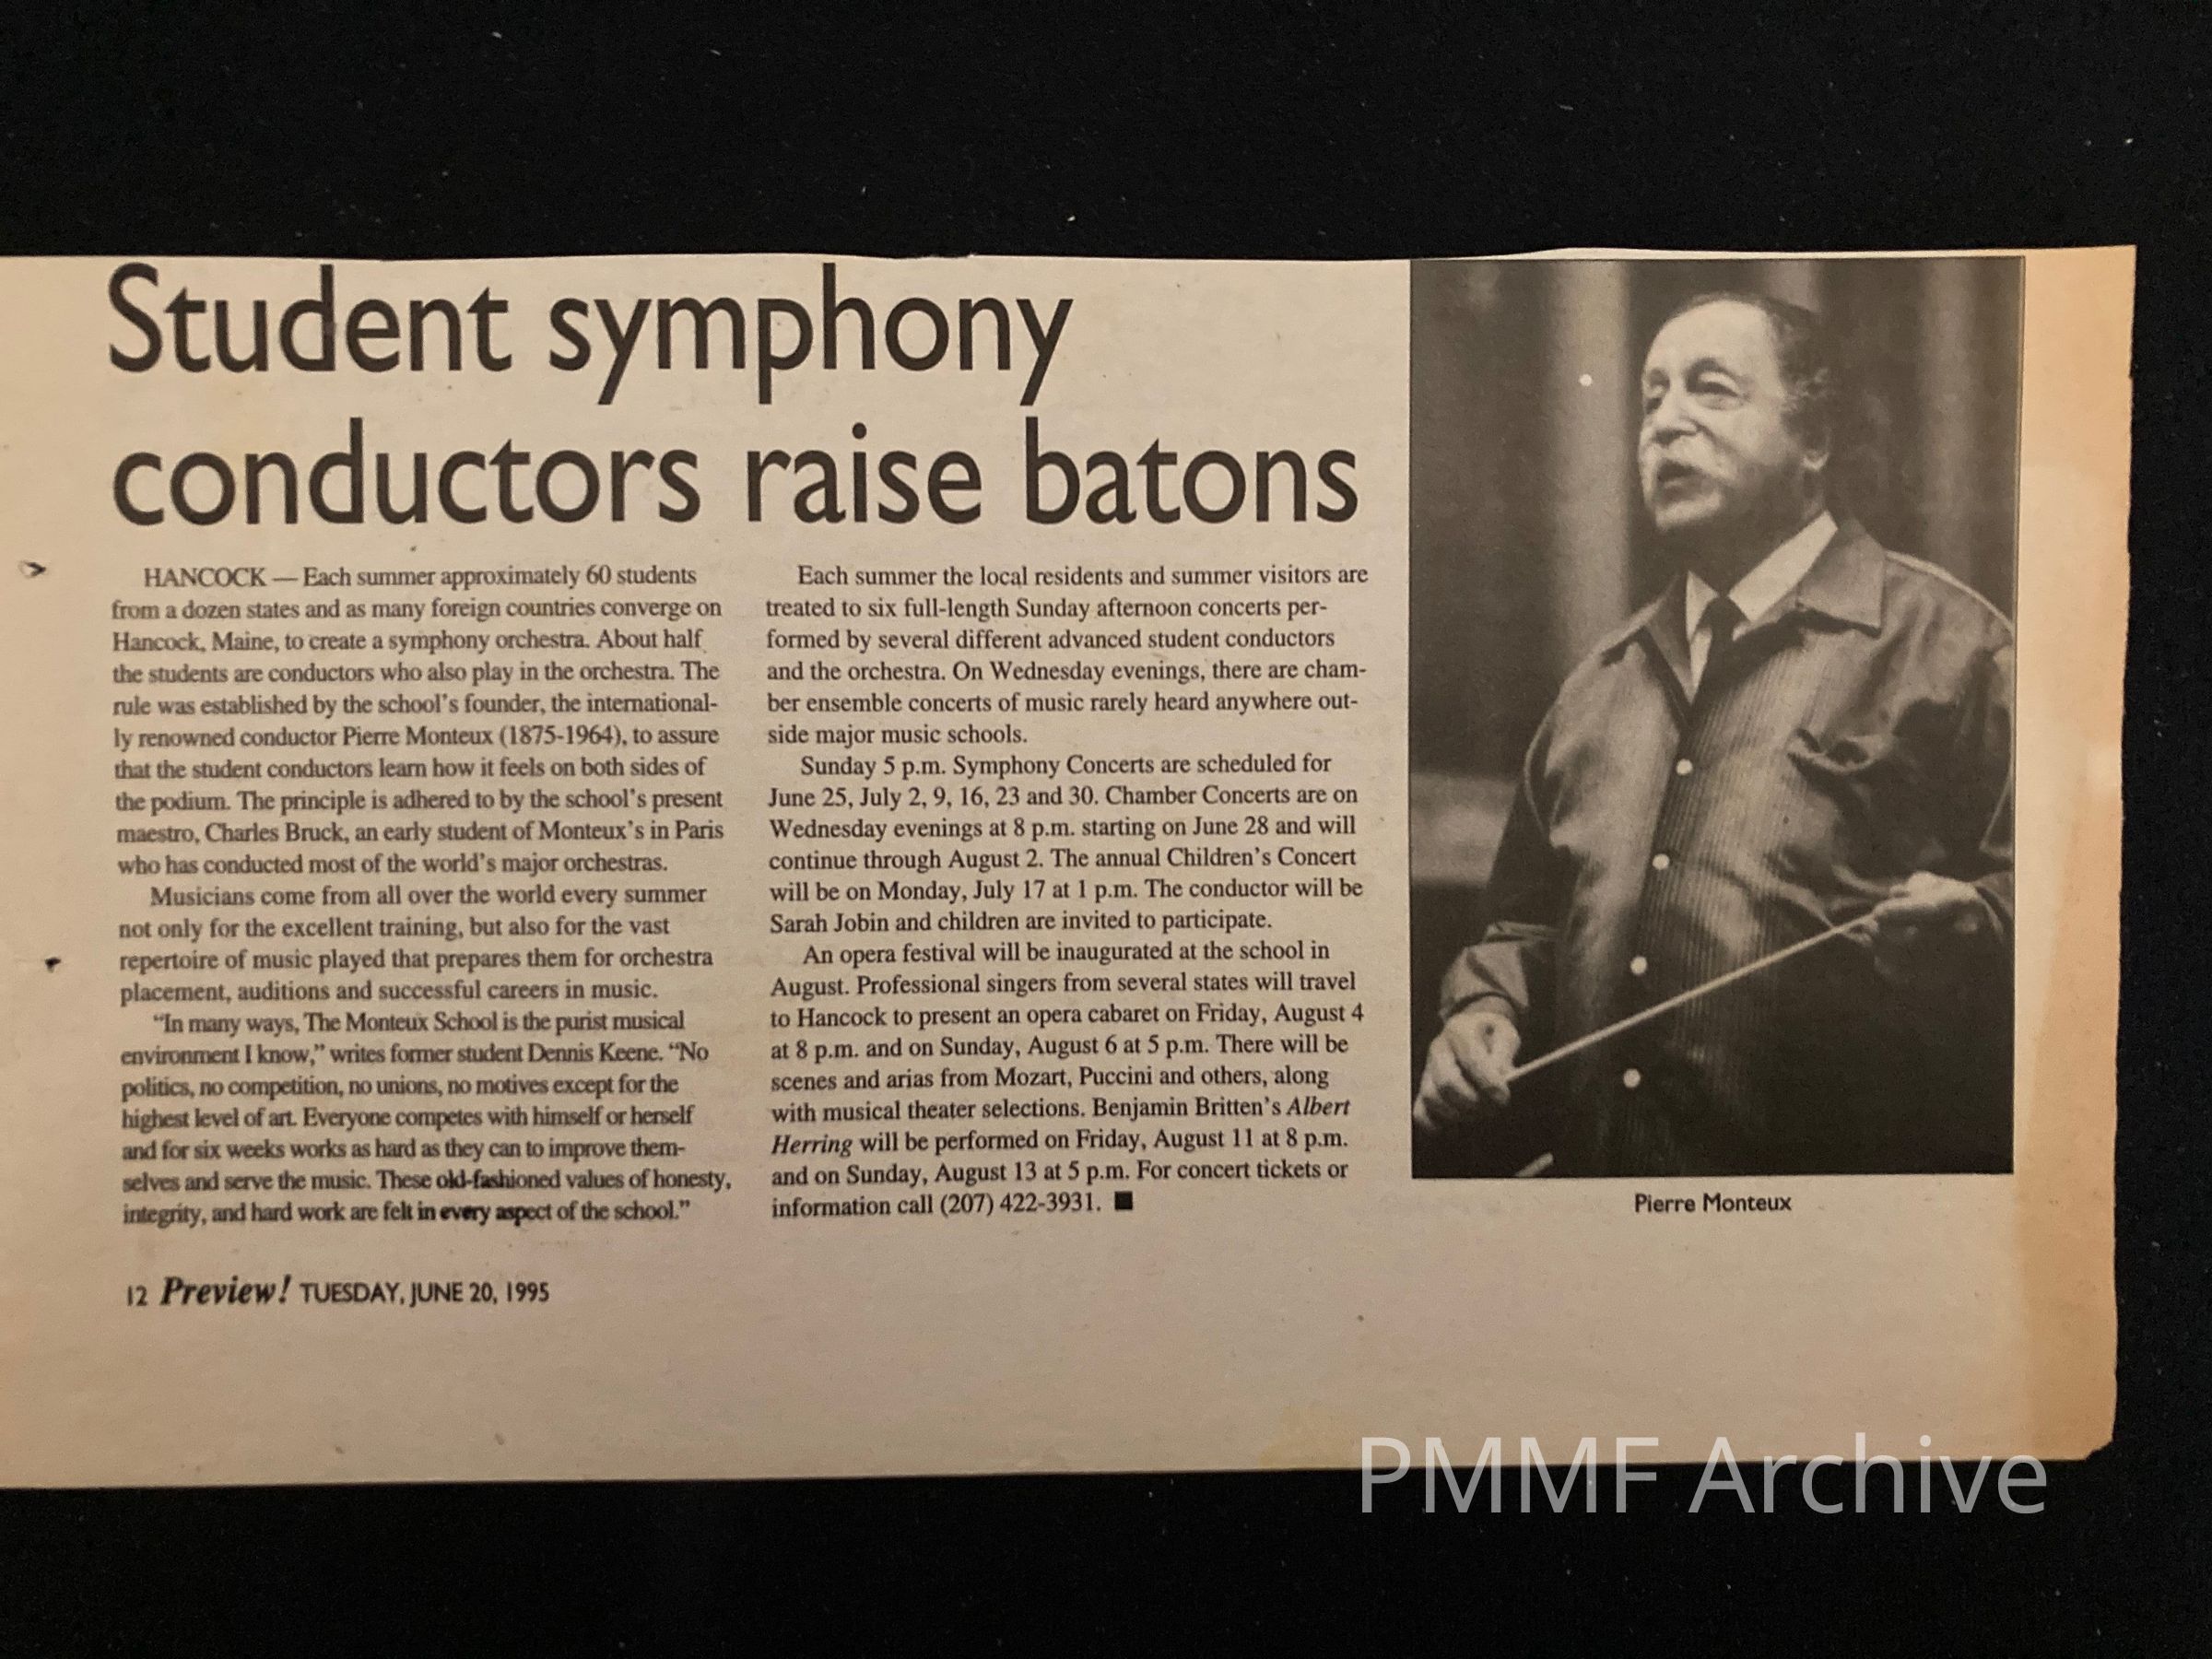 Student symphony
conductors raise batons
HANCOCK — Each summer approximately 60 students
from a dozen states and as many foreign countries converge on
Hancock, Maine, to create a symphony orchestra. About half
the students are conductors who also play in the orchestra. The
rule was established by the school's founder, the international-
ly renowned conductor Pierre Monteux (1875-1964), to assure
that the student conductors learn how it feels on both sides of
the podium. The principle is adhered to by the school's present
maestro, Charles Bruck, an early student of Monteux's in Paris
who has conducted most of the world's major orchestras.
Musicians come from all over the world every summer
not only for the excellent training, but also for the vast
repertoire of music played that prepares them for orchestra
placement, auditions and successful careers in music.
“In many ways, The Monteux School is the purist musical
environment I know,” writes former student Dennis Keene. “No
politics, no competition, no unions, no motives except for the
highest level of art. Everyone competes with himself or herself
and for six weeks works as hard as they can to improve them-
selves and serve the music. These old-fashioned values of honesty,
integrity, and hard work are felt in every aspect of the school.”
Each summer the local residents and summer visitors are
treated to six full-length Sunday afternoon concerts per-
formed by several different advanced student conductors
and the orchestra. On Wednesday evenings, there are cham-
ber ensemble concerts of music rarely heard anywhere out-
side major music schools.
Sunday 5 p.m. Symphony Concerts are scheduled for
June 25, July 2, 9, 16, 23 and 30. Chamber Concerts are on
Wednesday evenings at 8 p.m. starting on June 28 and will
continue through August 2. The annual Children's Concert
will be on Monday, July 17 at 1 p.m. The conductor will be
Sarah Jobin and children are invited to participate.
An opera festival will be inaugurated at the school in
August. Professional singers from several states will travel
to Hancock to present an opera cabaret on Friday, August 4
at 8 p.m. and on Sunday, August 6 at 5 p.m. There will be
scenes and arias from Mozart, Puccini and others, along
with musical theater selections. Benjamin Britten's Albert
Herring will be performed on Friday, August 11 at 8 p.m.
and on Sunday, August 13 at 5 p.m. For concert tickets or
information call (207) 422-3931. ■
Pierre Monteux
12 Preview! TUESDAY, JUNE 20, 1995
PMMF Archive